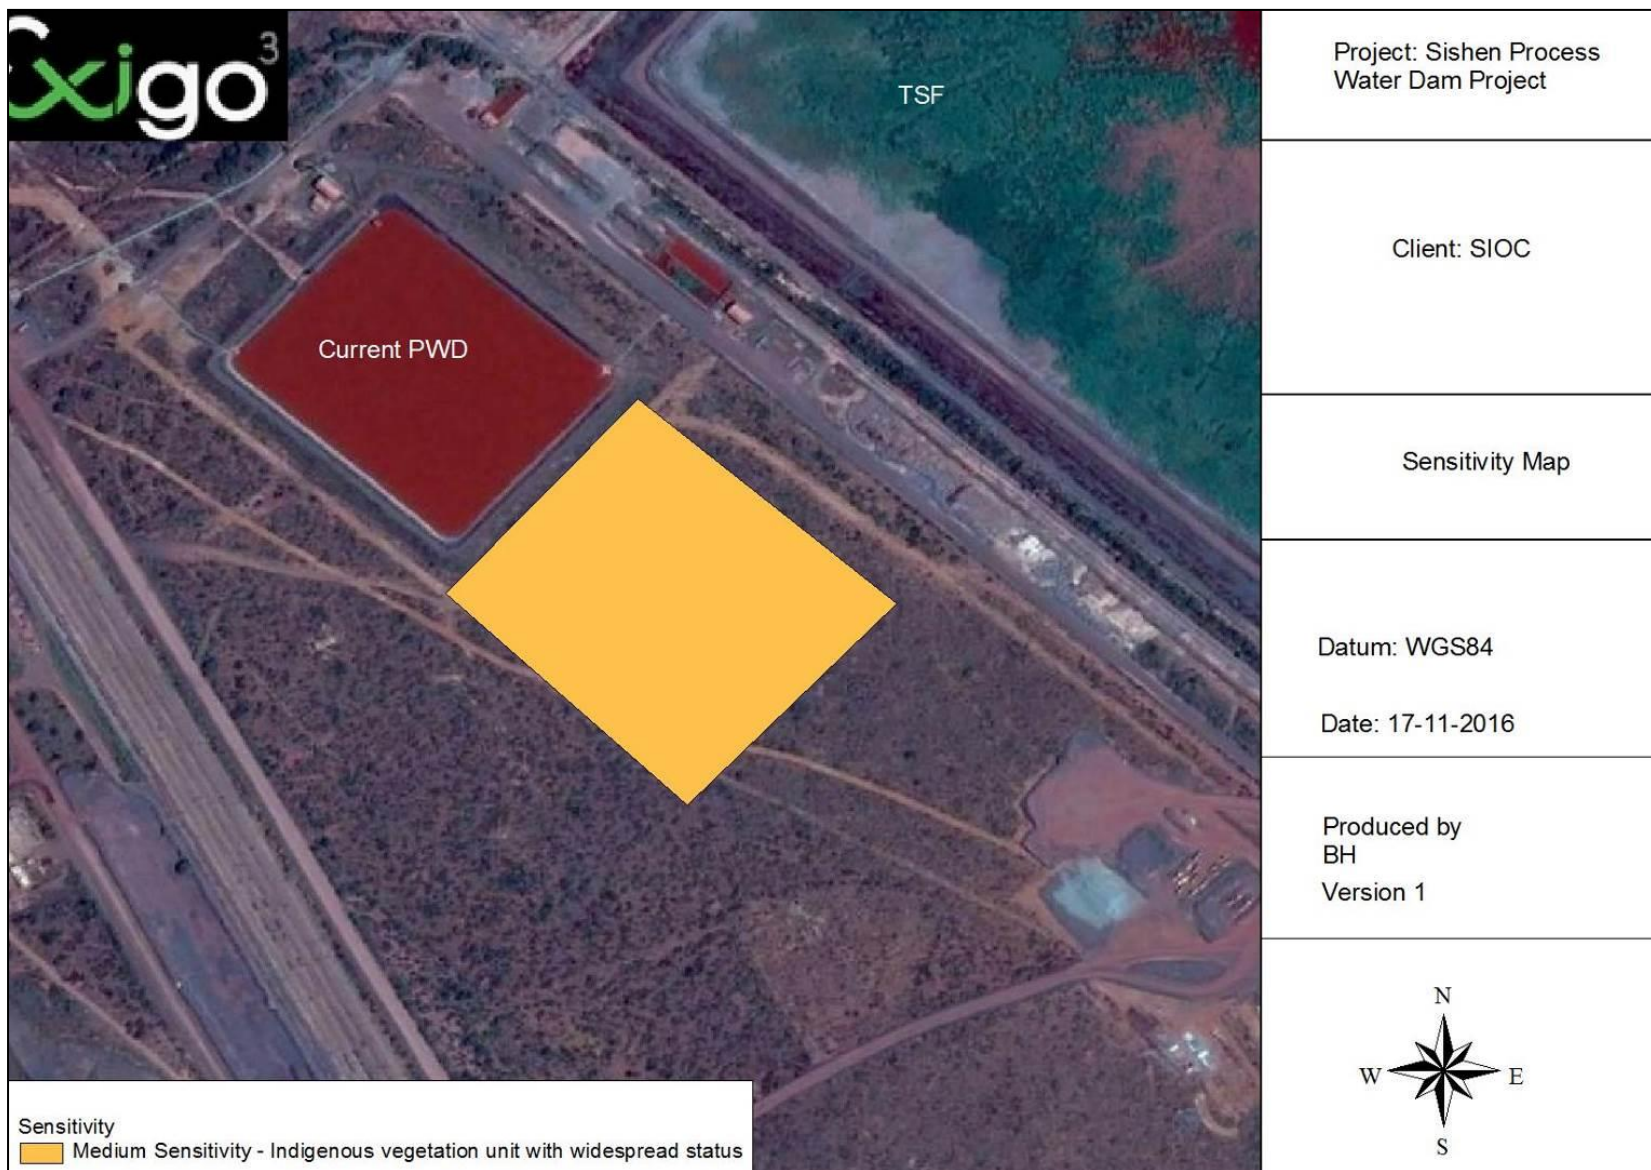 Exigo3
TSF
Current PWD
Project: Sishen Process
Water Dam Project
Client: SIOC
Sensitivity Map
Datum: WGS84
Date: 17-11-2016
Produced by
BH
Version 1
N
W
E
S
Sensitivity
Medium Sensitivity - Indigenous vegetation unit with widespread status